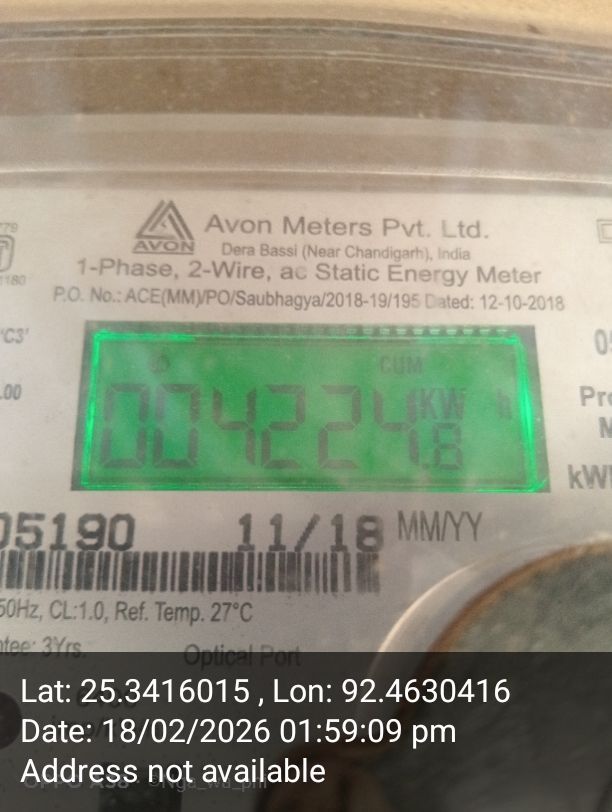 AVON
Avon Meters Pvt. Ltd.
Dera Bassi (Near Chandigarh), India
1-Phase, 2-Wire, ac Static Energy Meter
P.O. No.: ACE(MM)/PO/Saubhagya/2018-19/195 Dated: 12-10-2018
CUM
004224.8 KW h
05190 11/18 MM/YY
50Hz, CL:1.0, Ref. Temp. 27°C
tee: 3Yrs.
Optical Port
Lat: 25.3416015 , Lon: 92.4630416
Date: 18/02/2026 01:59:09 pm
Address not available